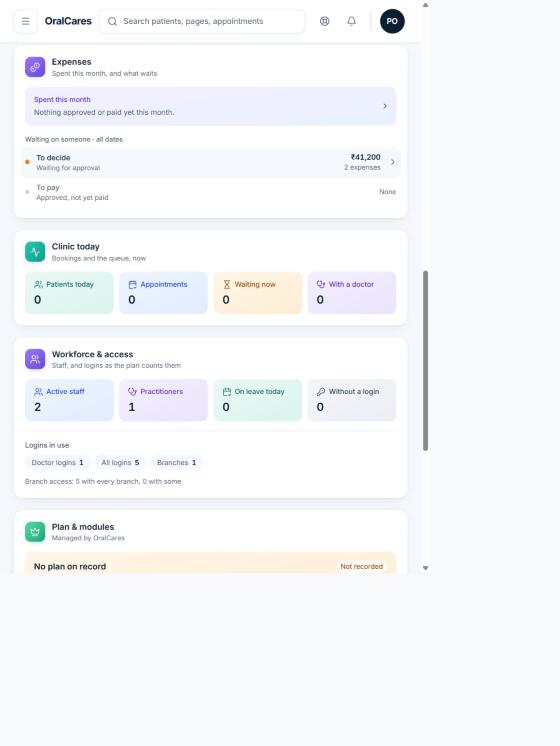 OralCares
Search patients, pages, appointments
PO
Expenses
Spent this month, and what waits
Spent this month
Nothing approved or paid yet this month.
Waiting on someone · all dates
To decide
₹41,200
Waiting for approval
2 expenses
To pay
None
Approved, not yet paid
Clinic today
Bookings and the queue, now
Patients today
Appointments
Waiting now
With a doctor
0
0
0
0
Workforce & access
Staff, and logins as the plan counts them
Active staff
Practitioners
On leave today
Without a login
2
1
0
0
Logins in use
Doctor logins 1
All logins 5
Branches 1
Branch access: 5 with every branch, 0 with some
Plan & modules
Managed by OralCares
No plan on record
Not recorded